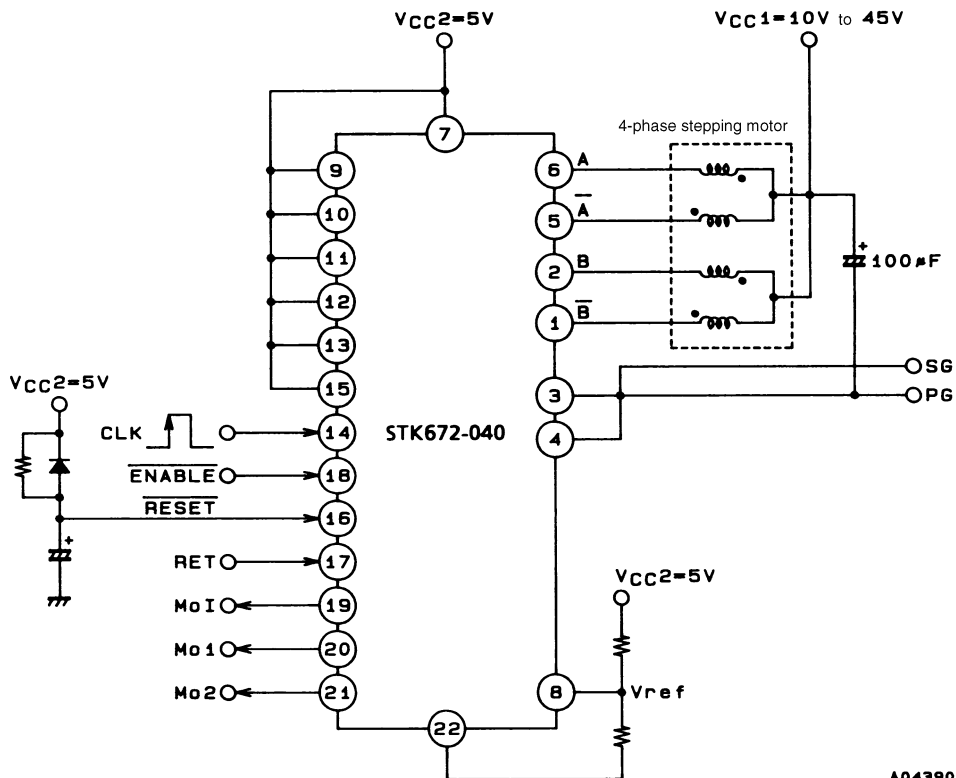 VCC2=5V
VCC1=10V to 45V
4-phase stepping motor
7
9
10
11
12
13
15
14
18
16
17
19
20
21
22
6 A
5 A̅
2 B
1 B̅
3
4
8
100μF
SG
PG
VCC2=5V
CLK
STK672-040
E̅N̅A̅B̅L̅E̅
R̅E̅S̅E̅T̅
RET
MoI
Mo1
Mo2
VCC2=5V
Vref
A04390